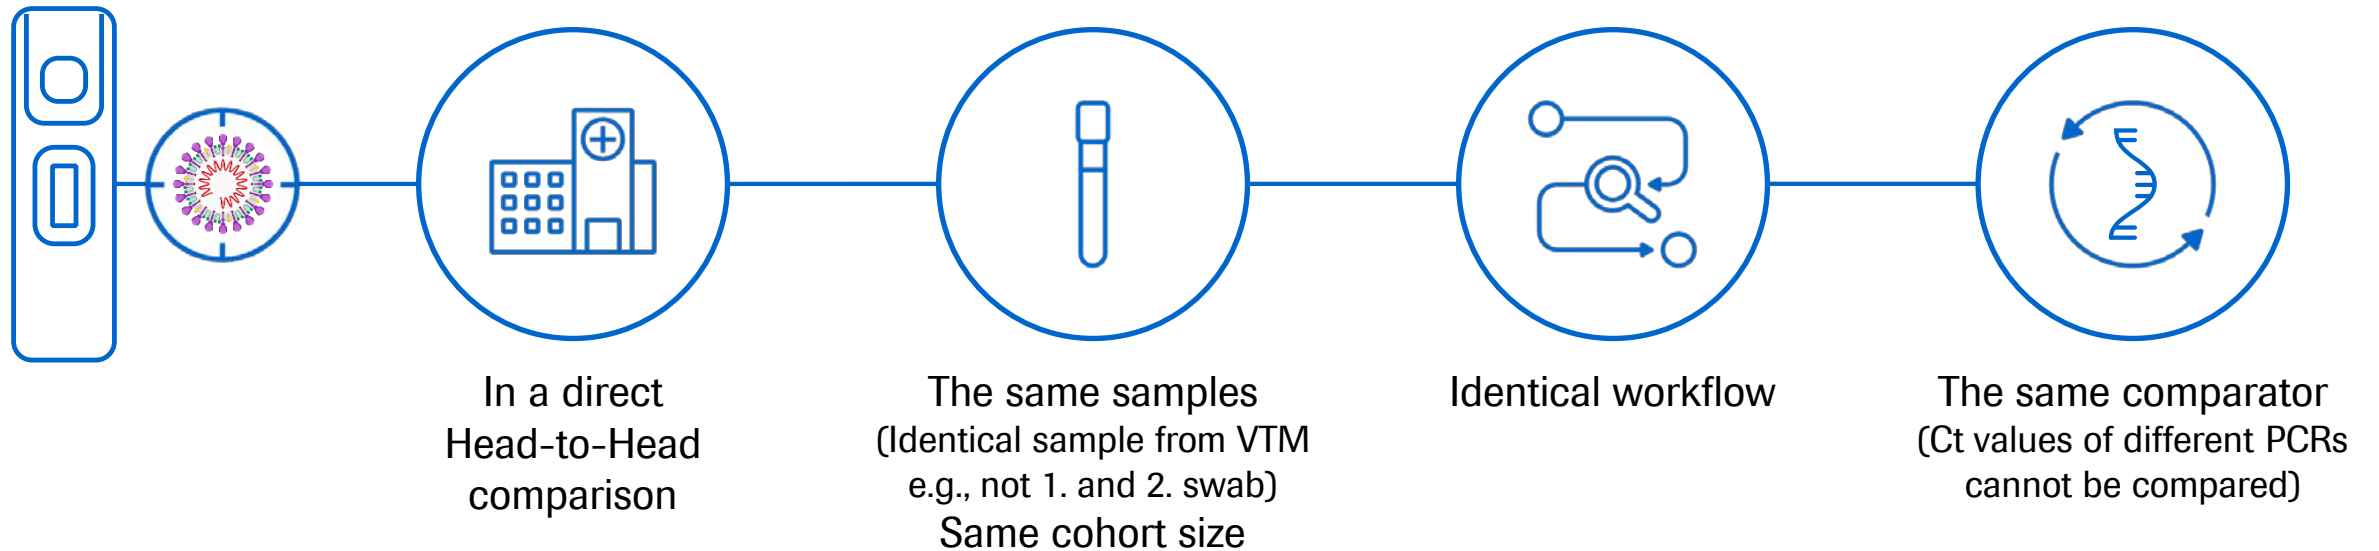 In a direct
Head-to-Head
comparison
The same samples
(Identical sample from VTM
e.g., not 1. and 2. swab)
Same cohort size
Identical workflow
The same comparator
(Ct values of different PCRs
cannot be compared)